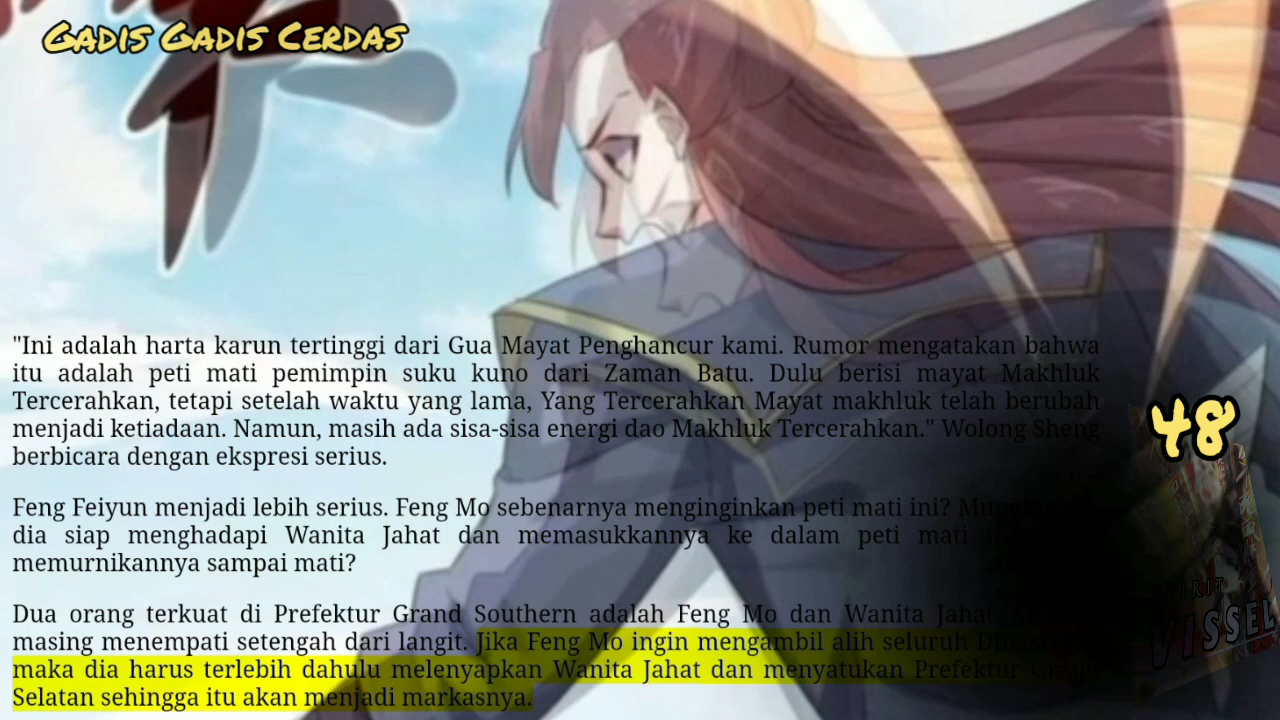 Gadis Gadis Cerdas
"Ini adalah harta karun tertinggi dari Gua Mayat Penghancur kami. Rumor mengatakan bahwa
itu adalah peti mati pemimpin suku kuno dari Zaman Batu. Dulu berisi mayat Makhluk
Tercerahkan, tetapi setelah waktu yang lama, Yang Tercerahkan Mayat makhluk telah berubah
menjadi ketiadaan. Namun, masih ada sisa-sisa energi dao Makhluk Tercerahkan." Wolong Sheng
berbicara dengan ekspresi serius.
Feng Feiyun menjadi lebih serius. Feng Mo sebenarnya menginginkan peti mati ini?
dia siap menghadapi Wanita Jahat dan memasukkannya ke dalam peti mati
memurnikannya sampai mati?
Dua orang terkuat di Prefektur Grand Southern adalah Feng Mo dan Wanita Jahat.
masing menempati setengah dari langit. Jika Feng Mo ingin mengambil alih seluruh
maka dia harus terlebih dahulu melenyapkan Wanita Jahat dan menyatukan Prefektur Grand
Selatan sehingga itu akan menjadi markasnya.
48
SPIRIT
VISSEL